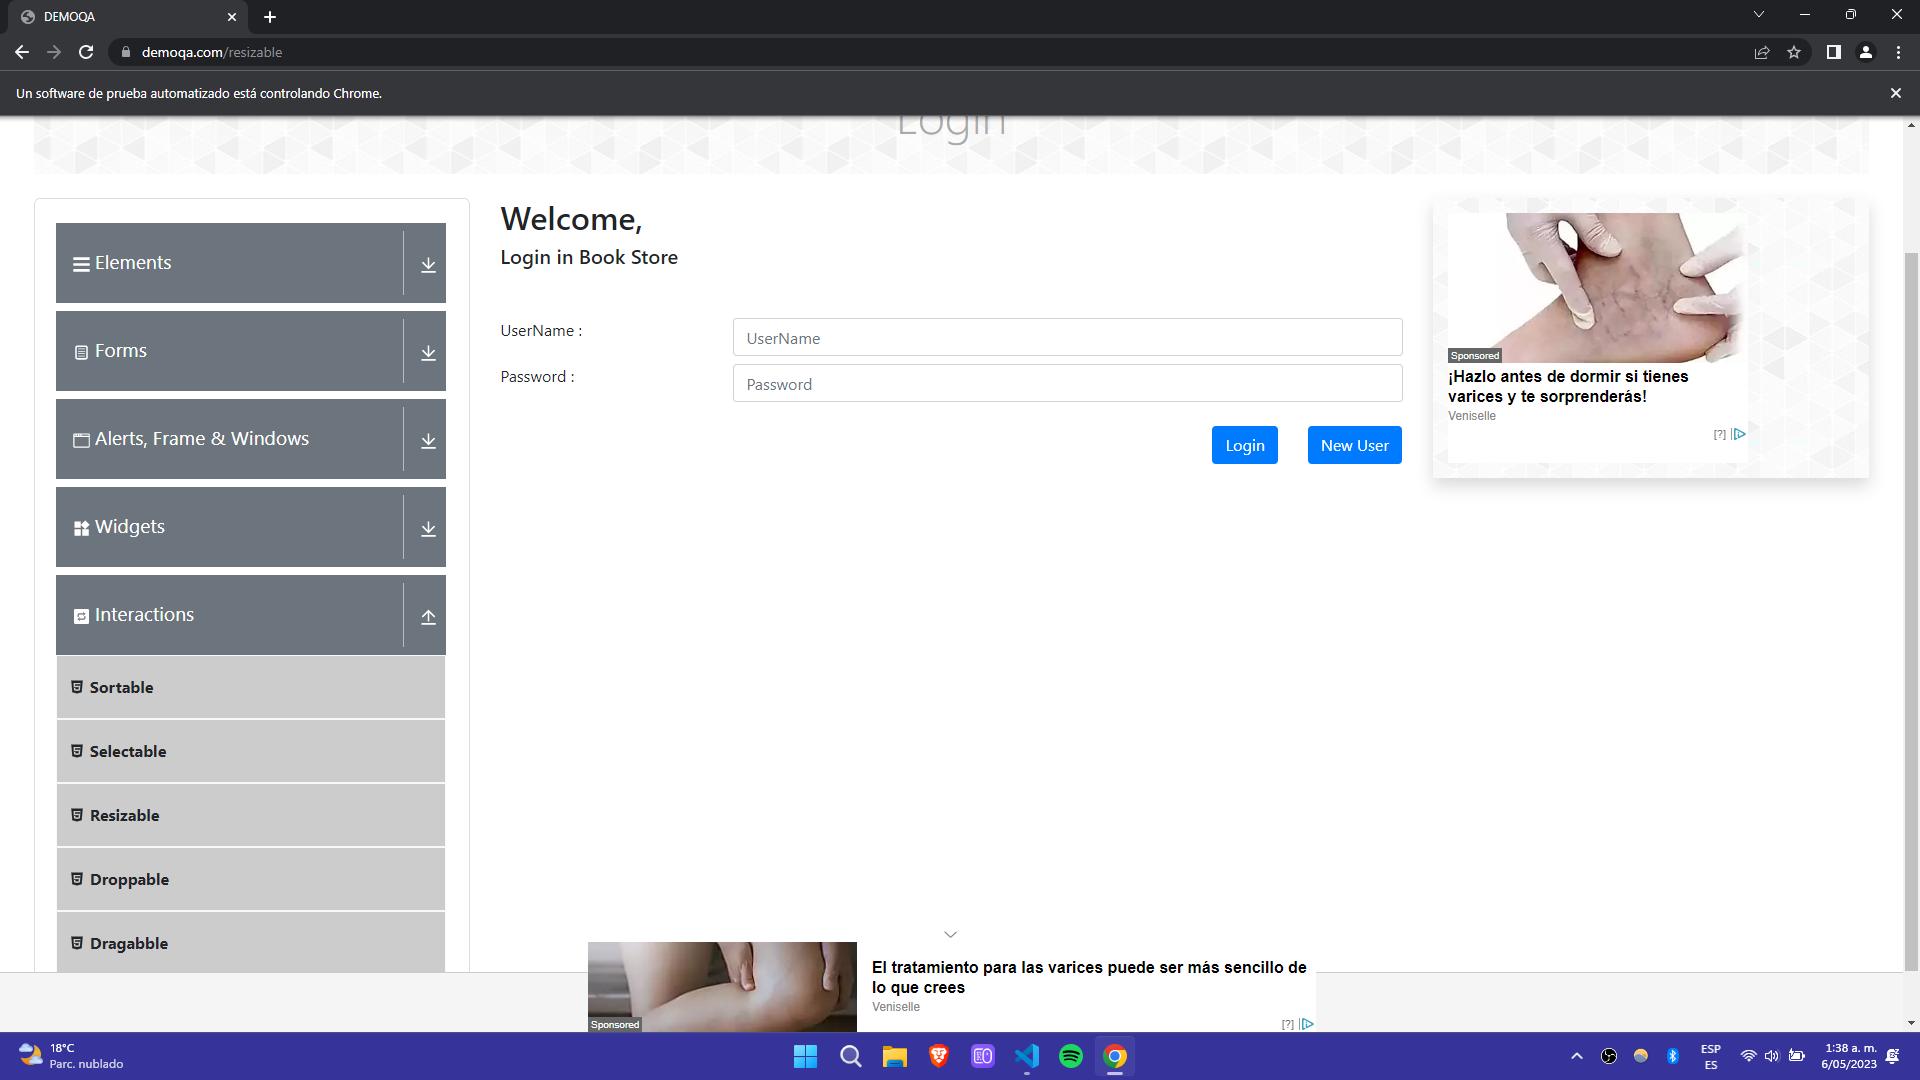 DEMOQA
demoqa.com/resizable
Un software de prueba automatizado está controlando Chrome.
Login
Elements
Forms
Alerts, Frame & Windows
Widgets
Interactions
Sortable
Selectable
Resizable
Droppable
Dragabble
Welcome,
Login in Book Store
UserName :
UserName
Password :
Password
Login
New User
Sponsored
¡Hazlo antes de dormir si tienes
varices y te sorprenderás!
Veniselle
[?]
Sponsored
El tratamiento para las varices puede ser más sencillo de
lo que crees
Veniselle
[?]
18°C
Parc. nublado
ESP
ES
1:38 a. m.
6/05/2023